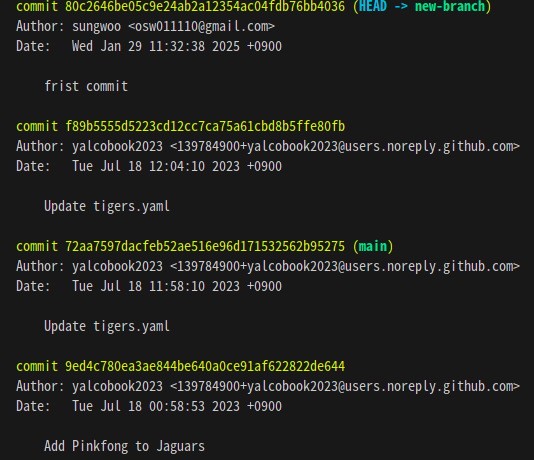 commit 80c2646be05c9e24ab2a12354ac04fdb76bb4036 (HEAD -> new-branch)
Author: sungwoo <osw011110@gmail.com>
Date:   Wed Jan 29 11:32:38 2025 +0900
frist commit
commit f89b5555d5223cd12cc7ca75a61cbd8b5ffe80fb
Author: yalcobook2023 <139784900+yalcobook2023@users.noreply.github.com>
Date:   Tue Jul 18 12:04:10 2023 +0900
Update tigers.yaml
commit 72aa7597dacfeb52ae516e96d171532562b95275 (main)
Author: yalcobook2023 <139784900+yalcobook2023@users.noreply.github.com>
Date:   Tue Jul 18 11:58:10 2023 +0900
Update tigers.yaml
commit 9ed4c780ea3ae844be640a0ce91af622822de644
Author: yalcobook2023 <139784900+yalcobook2023@users.noreply.github.com>
Date:   Tue Jul 18 00:58:53 2023 +0900
Add Pinkfong to Jaguars